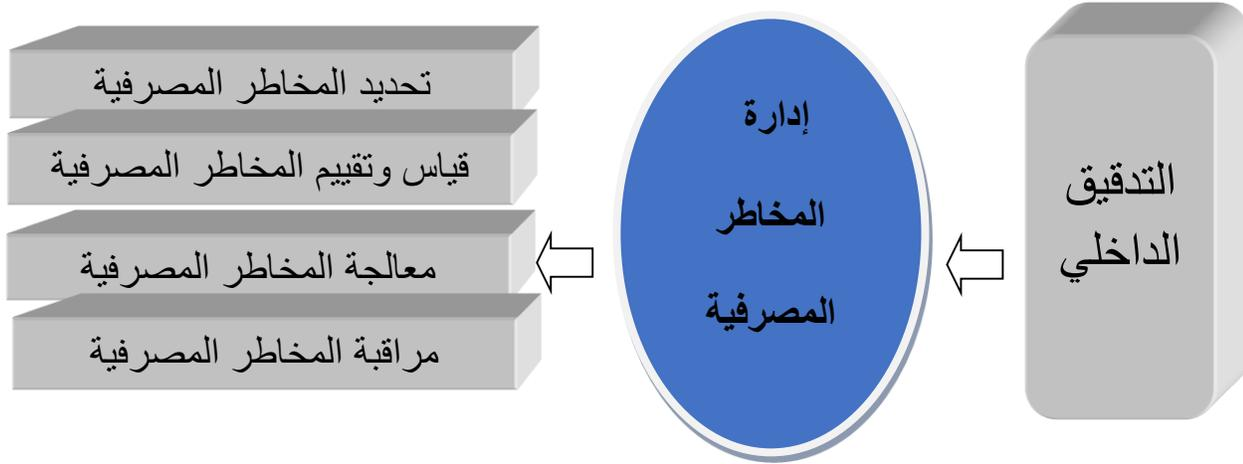 التدقيق
الداخلي
إدارة
المخاطر
المصرفية
تحديد المخاطر المصرفية
قياس وتقييم المخاطر المصرفية
معالجة المخاطر المصرفية
مراقبة المخاطر المصرفية